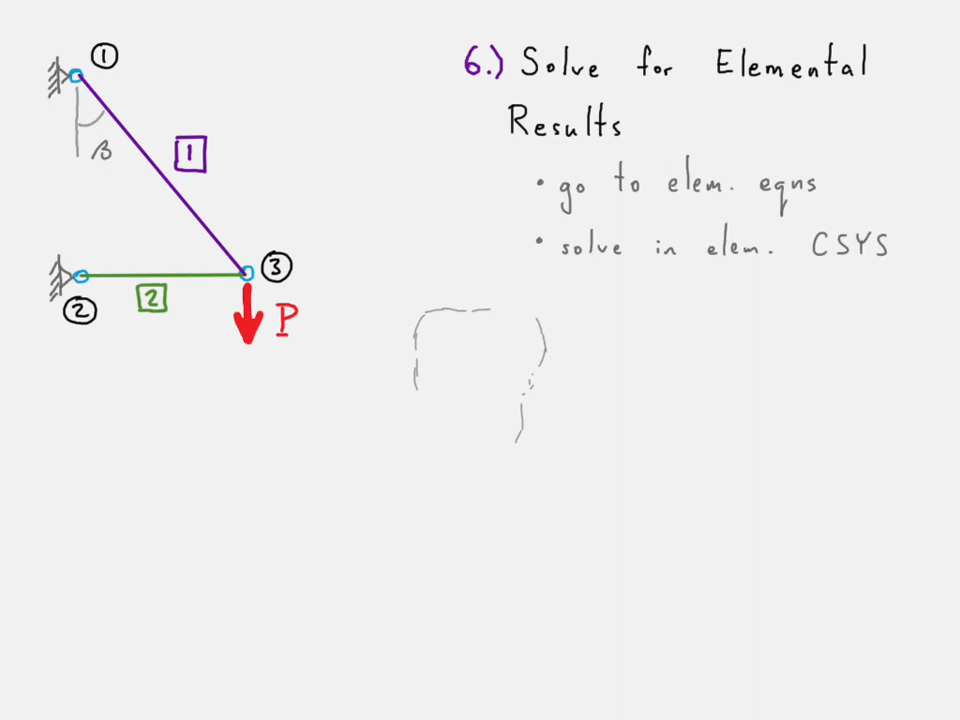 ①
6.) Solve for Elemental
Results
β
1
• go to elem. eqns
• solve in elem. CSYS
③
2
②
P